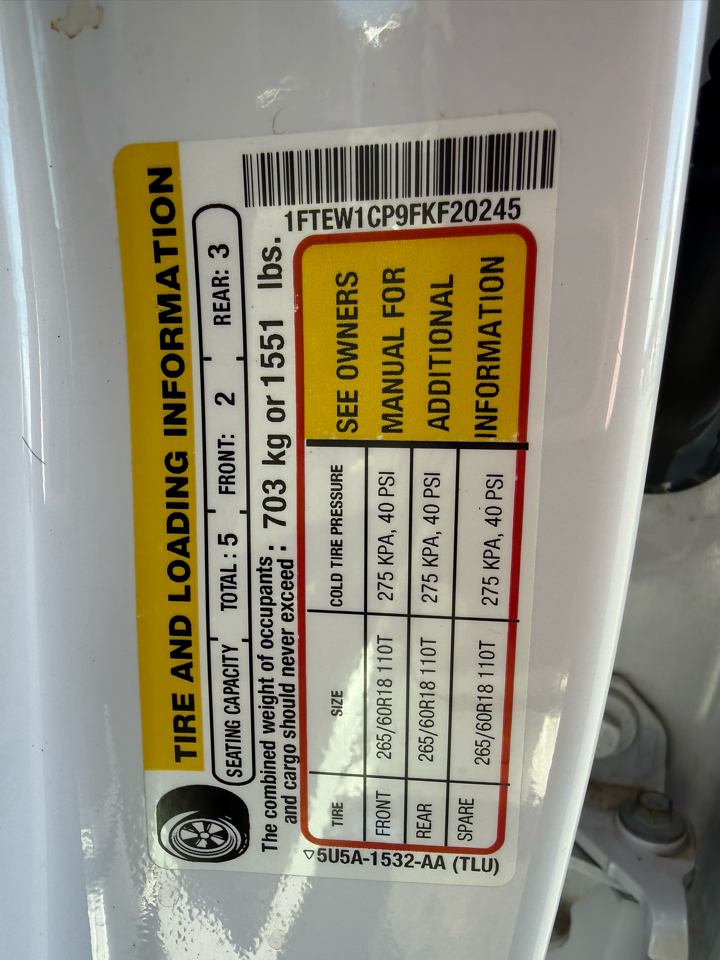 TIRE AND LOADING INFORMATION
SEATING CAPACITY TOTAL : 5 FRONT: 2 REAR: 3
The combined weight of occupants and cargo should never exceed : 703 kg or 1551 lbs.
TIRE SIZE COLD TIRE PRESSURE
FRONT 265/60R18 110T 275 KPA, 40 PSI
REAR 265/60R18 110T 275 KPA, 40 PSI
SPARE 265/60R18 110T 275 KPA, 40 PSI
SEE OWNERS
MANUAL FOR
ADDITIONAL
INFORMATION
5U5A-1532-AA (TLU)
1FTEW1CP9FKF20245